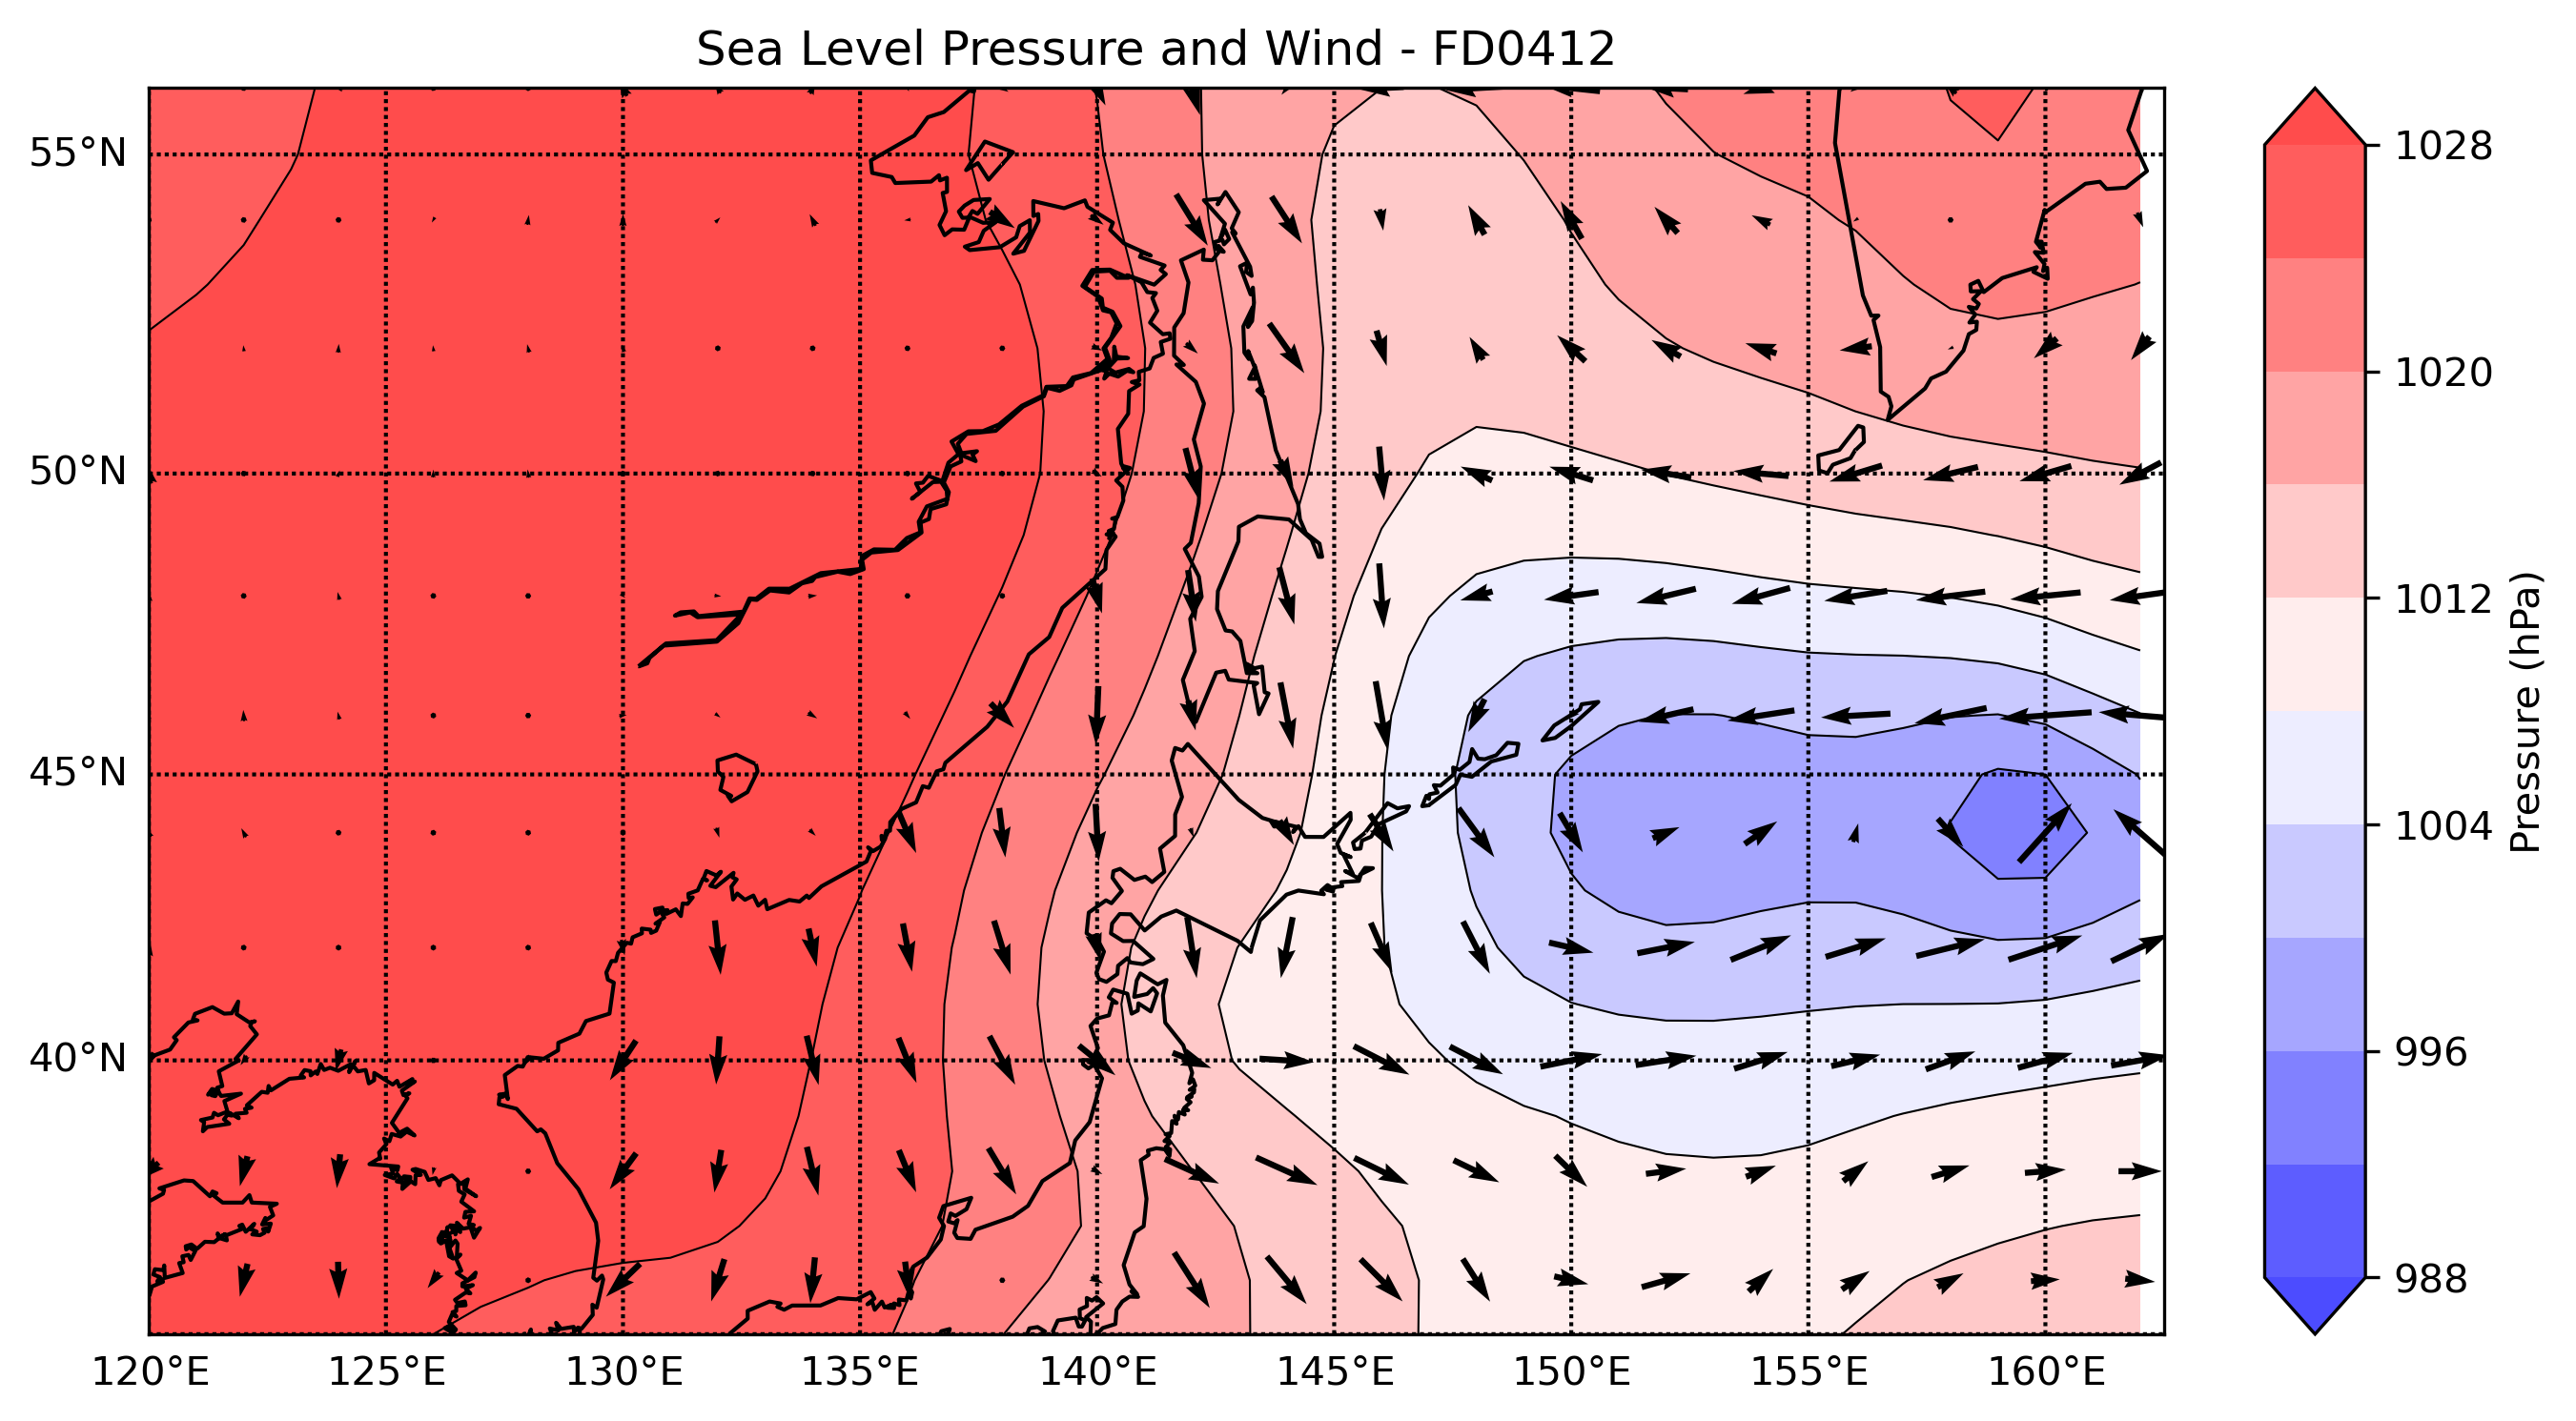 Sea Level Pressure and Wind - FD0412
55°N
50°N
45°N
40°N
120°E 125°E 130°E 135°E 140°E 145°E 150°E 155°E 160°E
1028
1020
1012
1004
996
988
Pressure (hPa)